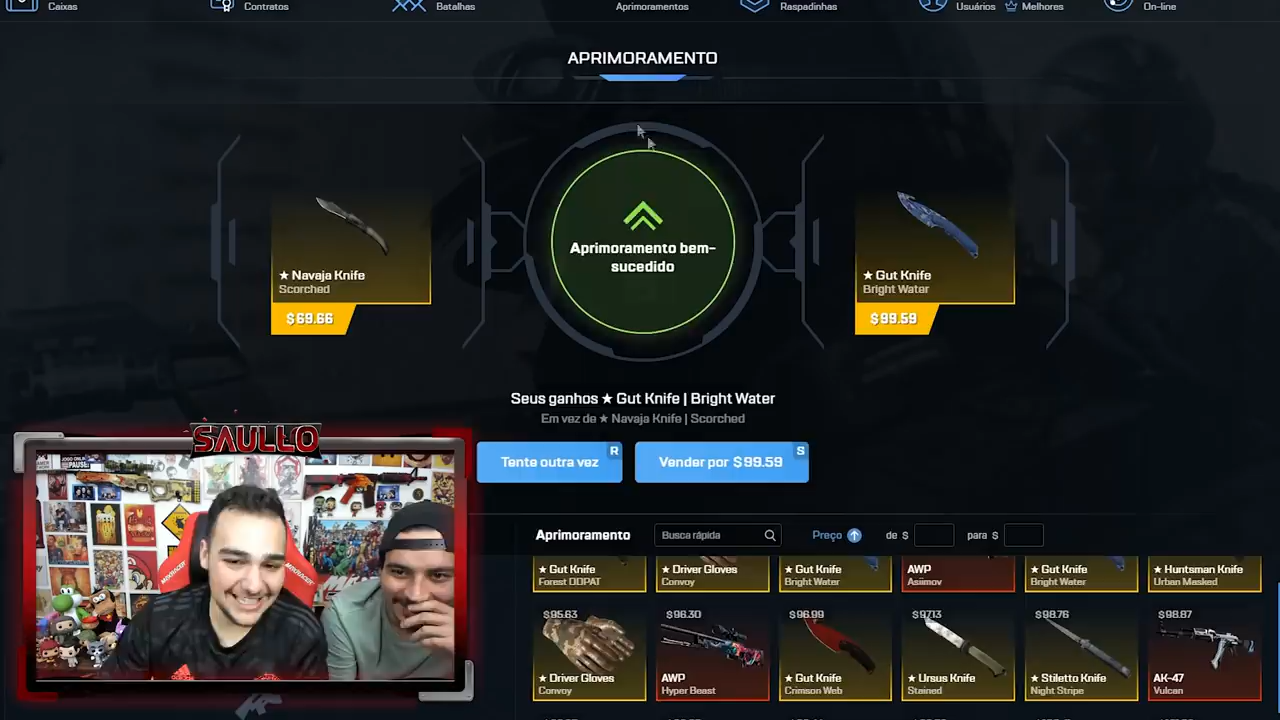 Caixas
Contratos
Batalhas
Aprimoramentos
Raspadinhas
Usuários
Melhores
On-line
APRIMORAMENTO
★ Navaja Knife
Scorched
$69.66
Aprimoramento bem-
sucedido
★ Gut Knife
Bright Water
$99.59
Seus ganhos ★ Gut Knife | Bright Water
Em vez de ★ Navaja Knife | Scorched
Tente outra vez R
Vender por $99.59 S
SAULLO
Aprimoramento
Busca rápida
Preço
de $
para $
★ Gut Knife
Forest DDPAT
★ Driver Gloves
Convoy
★ Gut Knife
Bright Water
AWP
Asiimov
★ Gut Knife
Bright Water
★ Huntsman Knife
Urban Masked
$95.63
★ Driver Gloves
Convoy
$96.30
AWP
Hyper Beast
$96.99
★ Gut Knife
Crimson Web
$97.13
★ Ursus Knife
Stained
$98.76
★ Stiletto Knife
Night Stripe
$98.87
AK-47
Vulcan